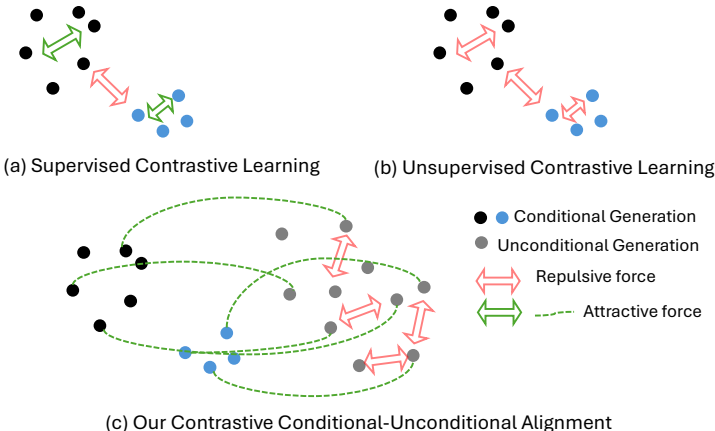 (a) Supervised Contrastive Learning
(b) Unsupervised Contrastive Learning
Conditional Generation
Unconditional Generation
Repulsive force
Attractive force
(c) Our Contrastive Conditional-Unconditional Alignment